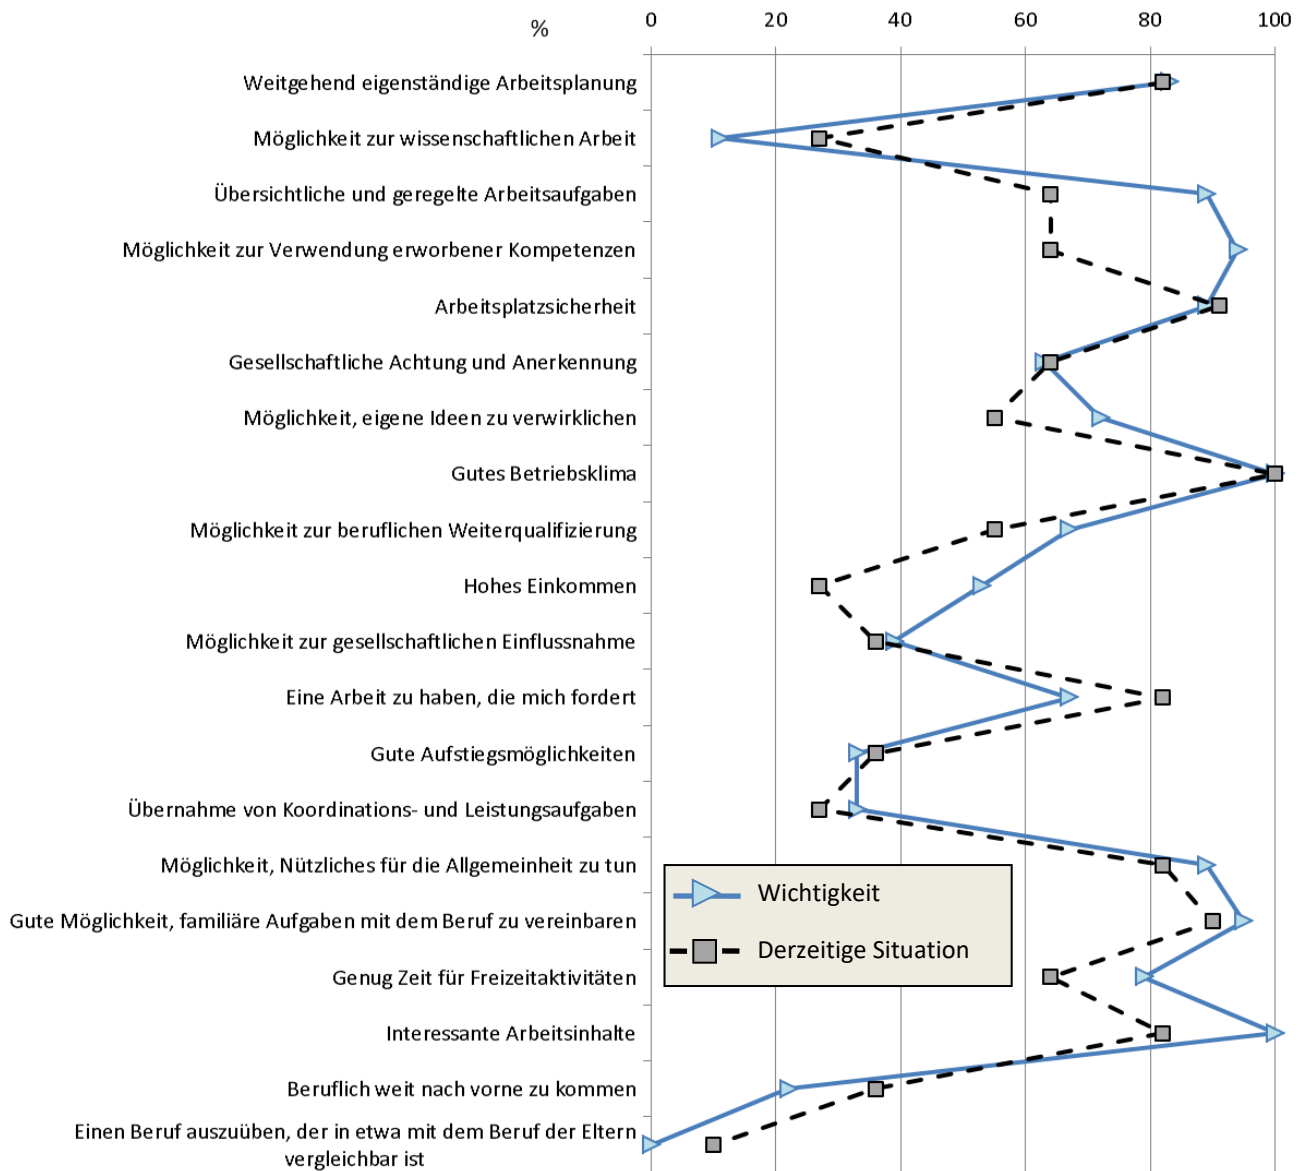 % 0 20 40 60 80 100
Weitgehend eigenständige Arbeitsplanung
Möglichkeit zur wissenschaftlichen Arbeit
Übersichtliche und geregelte Arbeitsaufgaben
Möglichkeit zur Verwendung erworbener Kompetenzen
Arbeitsplatzsicherheit
Gesellschaftliche Achtung und Anerkennung
Möglichkeit, eigene Ideen zu verwirklichen
Gutes Betriebsklima
Möglichkeit zur beruflichen Weiterqualifizierung
Hohes Einkommen
Möglichkeit zur gesellschaftlichen Einflussnahme
Eine Arbeit zu haben, die mich fordert
Gute Aufstiegsmöglichkeiten
Übernahme von Koordinations- und Leistungsaufgaben
Möglichkeit, Nützliches für die Allgemeinheit zu tun
Gute Möglichkeit, familiäre Aufgaben mit dem Beruf zu vereinbaren
Genug Zeit für Freizeitaktivitäten
Interessante Arbeitsinhalte
Beruflich weit nach vorne zu kommen
Einen Beruf auszuüben, der in etwa mit dem Beruf der Eltern
vergleichbar ist
Wichtigkeit
Derzeitige Situation